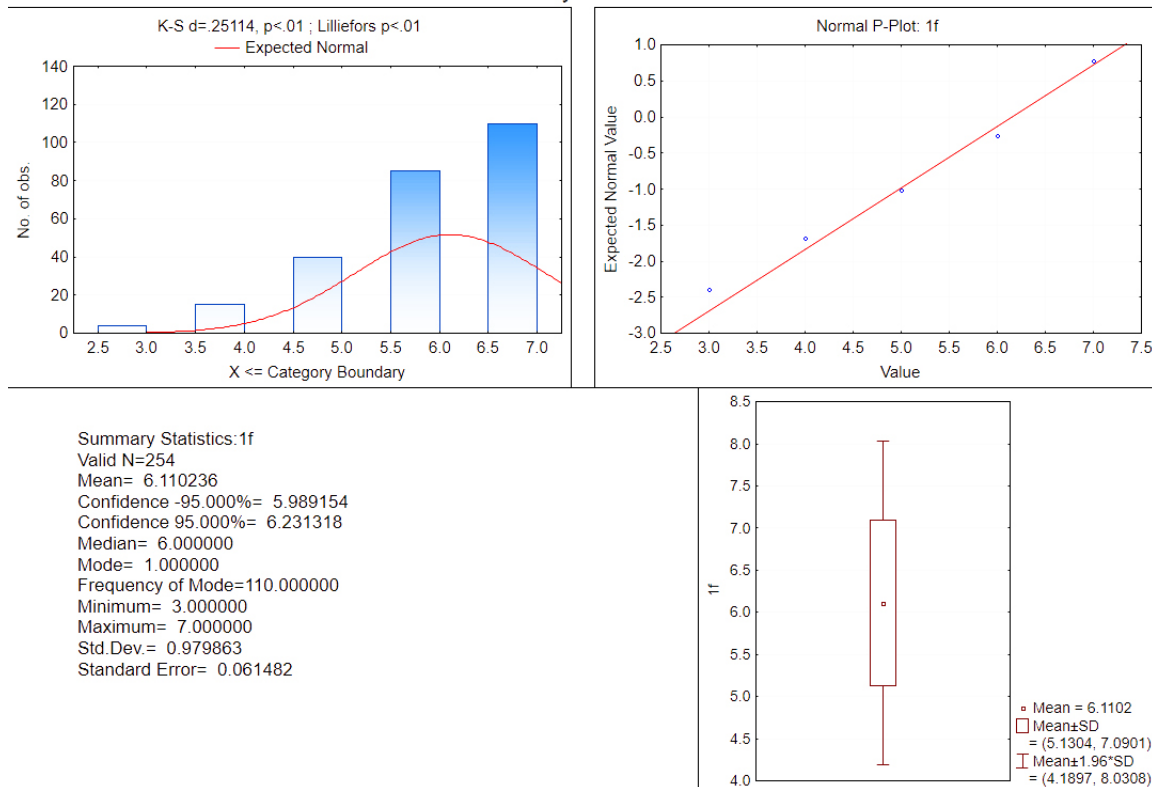 K-S d=.25114, p<.01 ; Lilliefors p<.01
Expected Normal
140
120
100
80
60
40
20
0
No. of obs.
2.5 3.0 3.5 4.0 4.5 5.0 5.5 6.0 6.5 7.0
X <= Category Boundary
Normal P-Plot: 1f
1.0
0.5
0.0
-0.5
-1.0
-1.5
-2.0
-2.5
-3.0
Expected Normal Value
2.5 3.0 3.5 4.0 4.5 5.0 5.5 6.0 6.5 7.0 7.5
Value
Summary Statistics:1f
Valid N=254
Mean= 6.110236
Confidence -95.000%= 5.989154
Confidence 95.000%= 6.231318
Median= 6.000000
Mode= 1.000000
Frequency of Mode=110.000000
Minimum= 3.000000
Maximum= 7.000000
Std.Dev.= 0.979863
Standard Error= 0.061482
8.5
8.0
7.5
7.0
6.5
6.0
5.5
5.0
4.5
4.0
1f
Mean = 6.1102
Mean±SD
= (5.1304, 7.0901)
Mean±1.96*SD
= (4.1897, 8.0308)